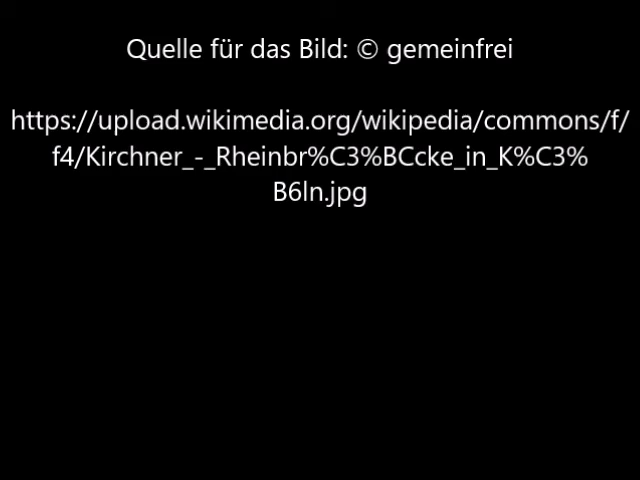 Quelle für das Bild: © gemeinfrei
https://upload.wikimedia.org/wikipedia/commons/f/
f4/Kirchner_-_Rheinbr%C3%BCcke_in_K%C3%
B6ln.jpg